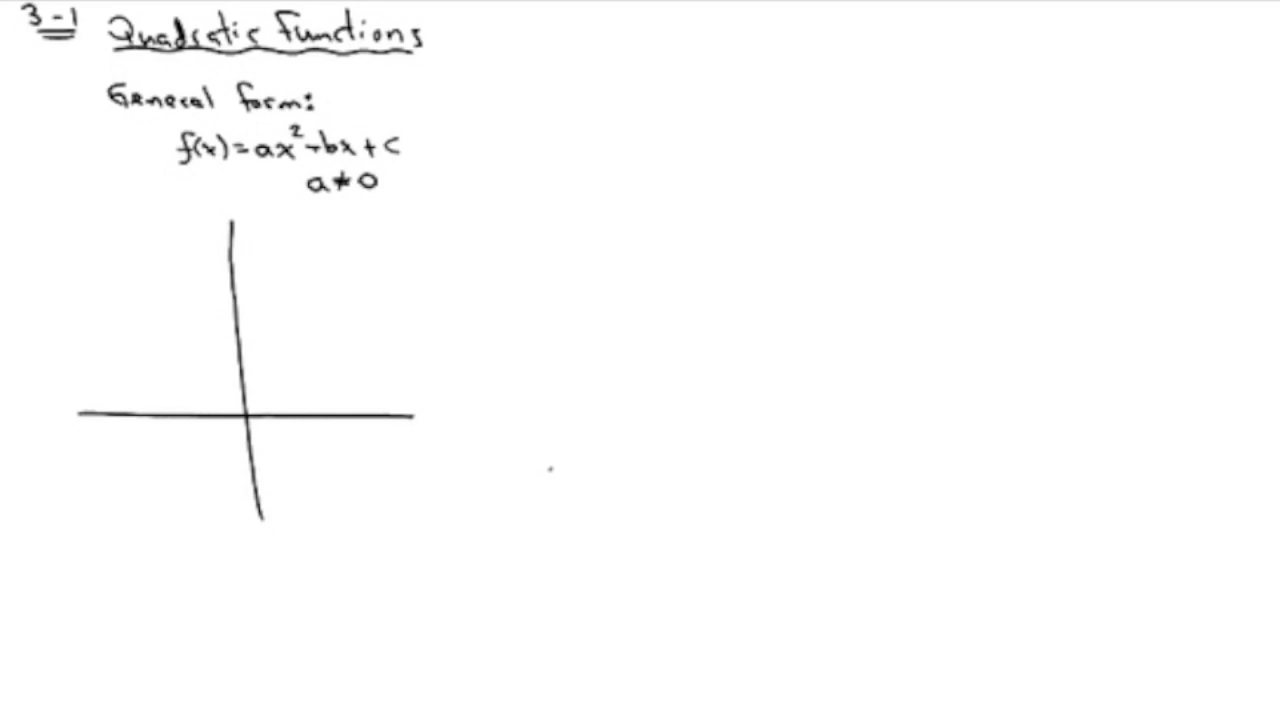 3-1 Quadratic Functions
General form:
f(x)=ax²+bx+c
a≠0